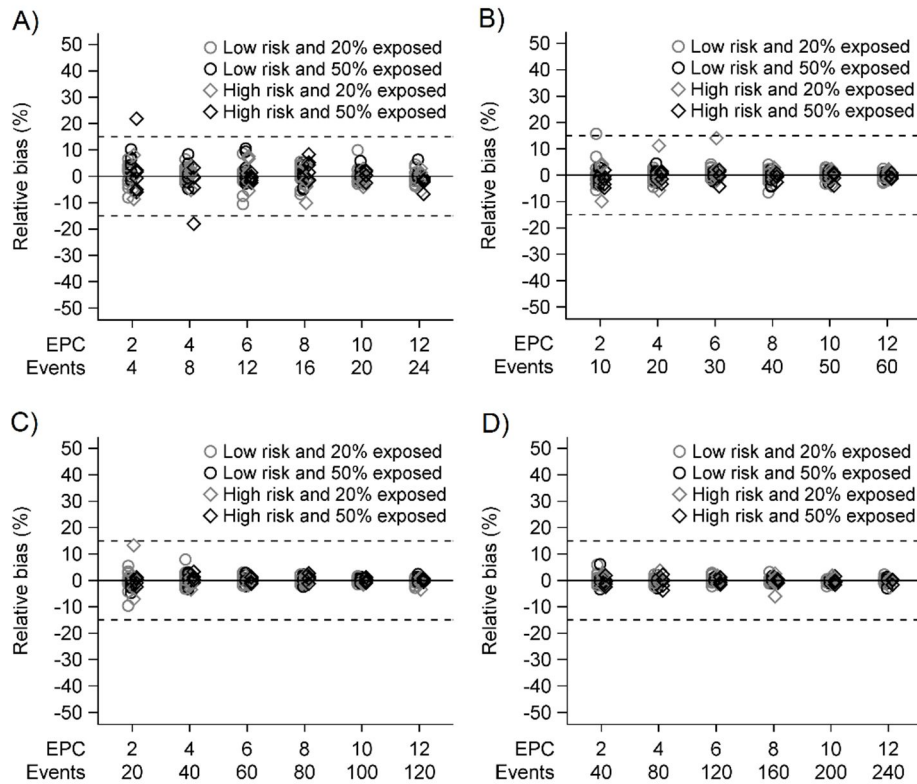 A)
50
40
30
20
10
0
-10
-20
-30
-40
-50
Relative bias (%)
Low risk and 20% exposed
Low risk and 50% exposed
High risk and 20% exposed
High risk and 50% exposed
EPC 2 4 6 8 10 12
Events 4 8 12 16 20 24
B)
50
40
30
20
10
0
-10
-20
-30
-40
-50
Relative bias (%)
Low risk and 20% exposed
Low risk and 50% exposed
High risk and 20% exposed
High risk and 50% exposed
EPC 2 4 6 8 10 12
Events 10 20 30 40 50 60
C)
50
40
30
20
10
0
-10
-20
-30
-40
-50
Relative bias (%)
Low risk and 20% exposed
Low risk and 50% exposed
High risk and 20% exposed
High risk and 50% exposed
EPC 2 4 6 8 10 12
Events 20 40 60 80 100 120
D)
50
40
30
20
10
0
-10
-20
-30
-40
-50
Relative bias (%)
Low risk and 20% exposed
Low risk and 50% exposed
High risk and 20% exposed
High risk and 50% exposed
EPC 2 4 6 8 10 12
Events 40 80 120 160 200 240